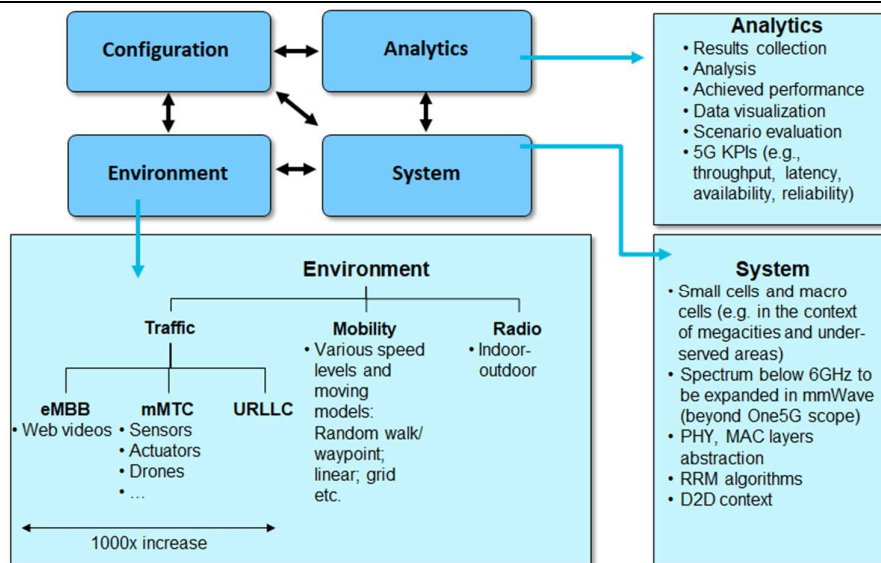 Configuration
Analytics
Environment
System
Analytics
• Results collection
• Analysis
• Achieved performance
• Data visualization
• Scenario evaluation
• 5G KPIs (e.g.,
throughput, latency,
availability, reliability)
Environment
Traffic
Mobility
• Various speed
levels and
moving
models:
Random walk/
waypoint;
linear; grid
etc.
Radio
• Indoor-
outdoor
eMBB
• Web videos
mMTC
• Sensors
• Actuators
• Drones
• ...
URLLC
1000x increase
System
• Small cells and macro
cells (e.g. in the context
of megacities and under-
served areas)
• Spectrum below 6GHz to
be expanded in mmWave
(beyond One5G scope)
• PHY, MAC layers
abstraction
• RRM algorithms
• D2D context